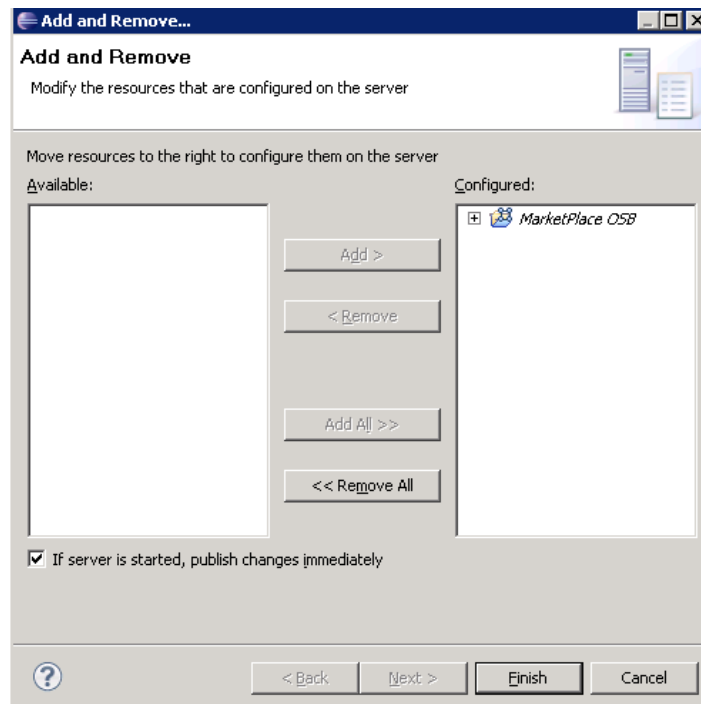 Add and Remove...
Add and Remove
Modify the resources that are configured on the server
Move resources to the right to configure them on the server
Available:
Configured:
MarketPlace OSB
Add >
< Remove
Add All >>
<< Remove All
If server is started, publish changes immediately
< Back
Next >
Finish
Cancel